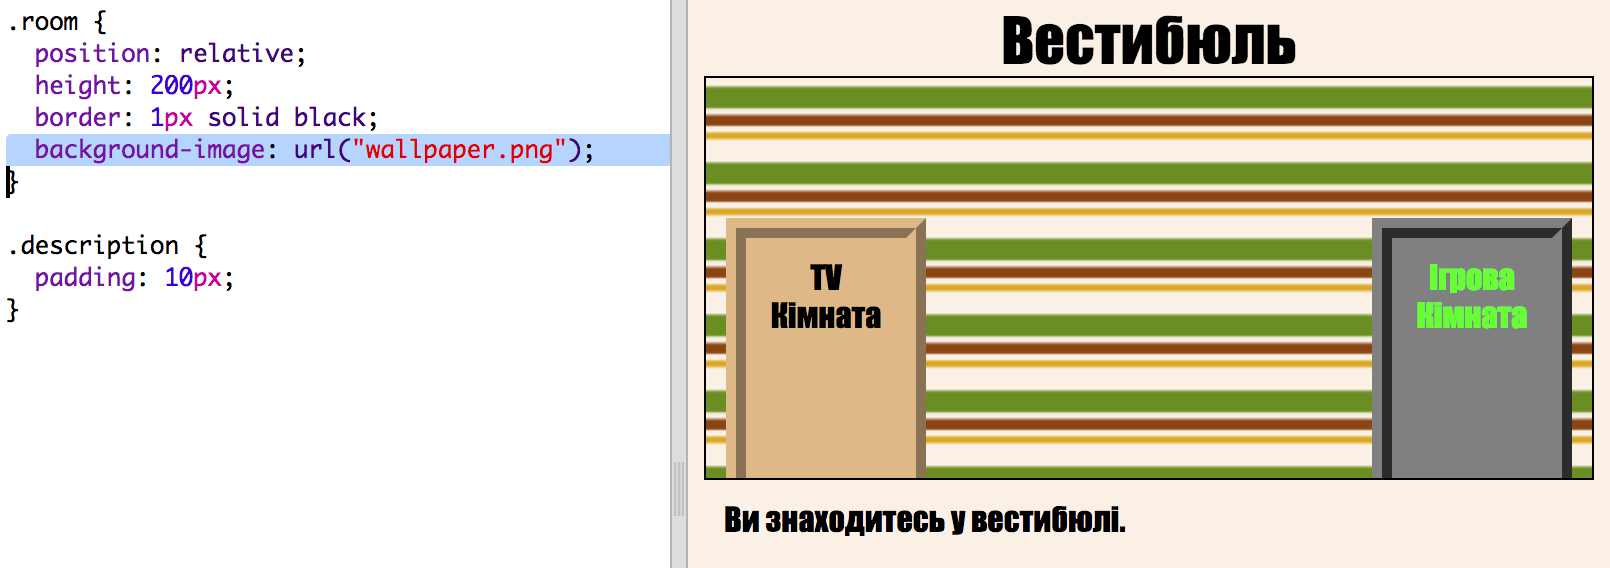 .room {
  position: relative;
  height: 200px;
  border: 1px solid black;
  background-image: url("wallpaper.png");
}
.description {
  padding: 10px;
}
Вестибюль
TV
Кімната
Ігрова
Кімната
Ви знаходитесь у вестибюлі.